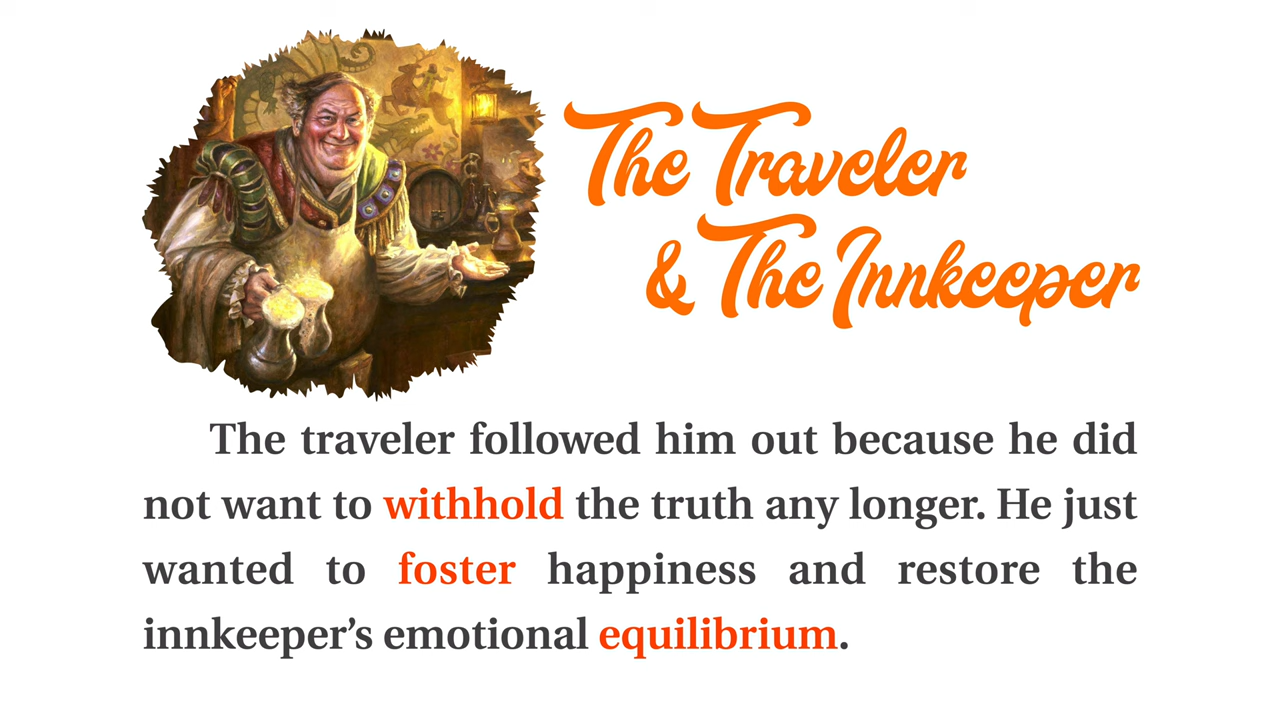 The Traveler
& The Innkeeper
The traveler followed him out because he did
not want to withhold the truth any longer. He just
wanted to foster happiness and restore the
innkeeper’s emotional equilibrium.